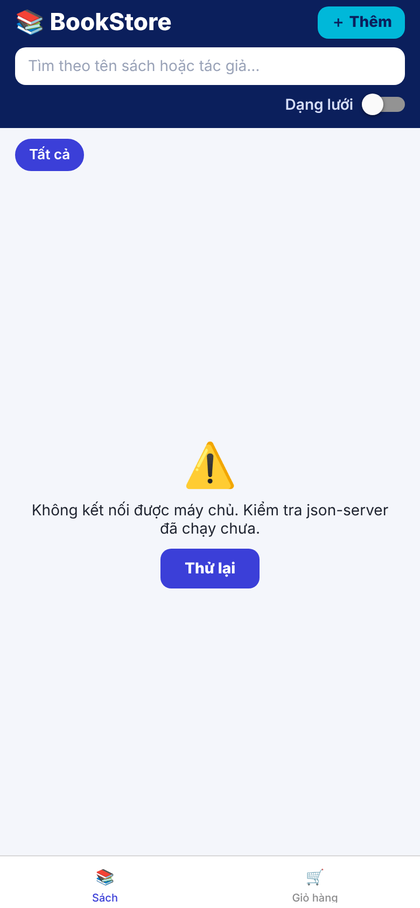 📚 BookStore
+ Thêm
Tìm theo tên sách hoặc tác giả...
Dạng lưới
Tất cả
Không kết nối được máy chủ. Kiểm tra json-server
đã chạy chưa.
Thử lại
Sách
Giỏ hàng